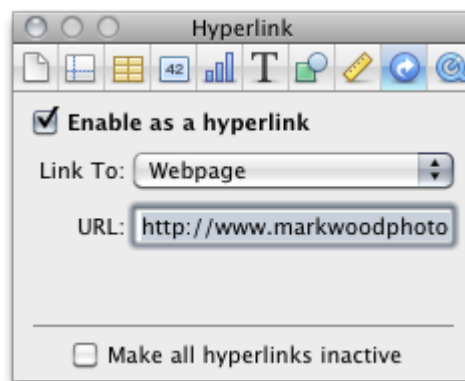 Hyperlink
42
T
Enable as a hyperlink
Link To: Webpage
URL: http://www.markwoodphoto
Make all hyperlinks inactive